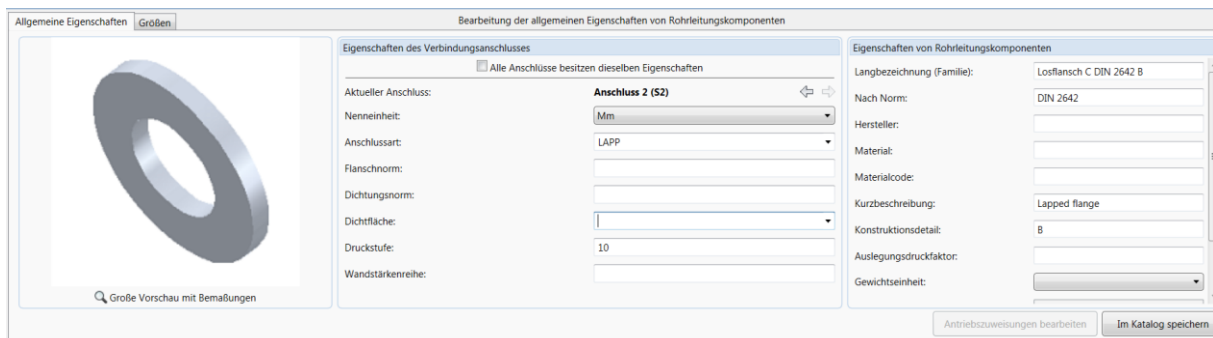 Allgemeine Eigenschaften Größen
Bearbeitung der allgemeinen Eigenschaften von Rohrleitungskomponenten
Große Vorschau mit Bemaßungen
Eigenschaften des Verbindungsanschlusses
Alle Anschlüsse besitzen dieselben Eigenschaften
Aktueller Anschluss: Anschluss 2 (S2)
Nenneinheit: Mm
Anschlussart: LAPP
Flanschnorm:
Dichtungsnorm:
Dichtfläche:
Druckstufe: 10
Wandstärkenreihe:
Eigenschaften von Rohrleitungskomponenten
Langbezeichnung (Familie): Losflansch C DIN 2642 B
Nach Norm: DIN 2642
Hersteller:
Material:
Materialcode:
Kurzbeschreibung: Lapped flange
Konstruktionsdetail: B
Auslegungsdruckfaktor:
Gewichtseinheit:
Antriebszuweisungen bearbeiten Im Katalog speichern